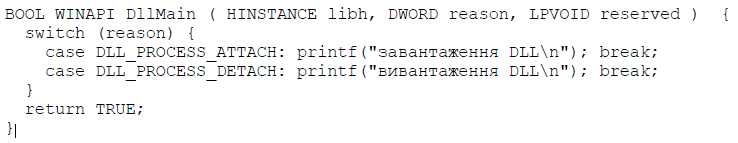 BOOL WINAPI DllMain ( HINSTANCE libh, DWORD reason, LPVOID reserved )  {
  switch (reason) {
    case DLL_PROCESS_ATTACH: printf("завантаження DLL\n"); break;
    case DLL_PROCESS_DETACH: printf("вивантаження DLL\n"); break;
  }
  return TRUE;
}